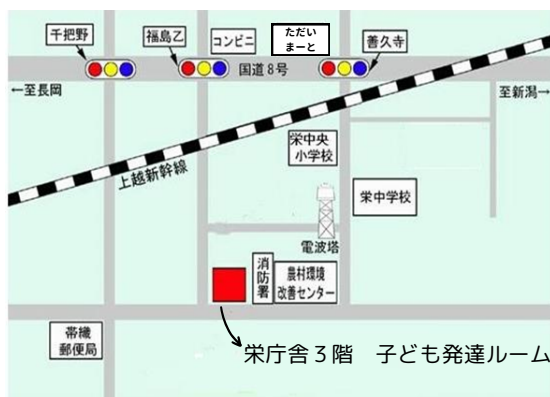 千把野
福島乙
コンビニ
ただい
まーと
善久寺
国道8号
←至長岡
至新潟→
栄中央
小学校
上越新幹線
栄中学校
電波塔
消防署
農村環境
改善センター
帯織
郵便局
栄庁舎3階 子ども発達ルーム